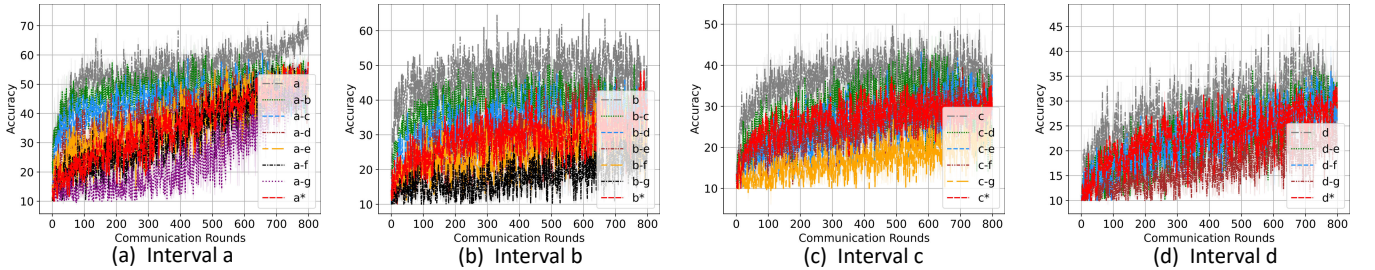 Accuracy
70
60
50
40
30
20
10
0 100 200 300 400 500 600 700 800
Communication Rounds
a
a-b
a-c
a-d
a-e
a-f
a-g
a*
(a) Interval a
Accuracy
60
50
40
30
20
10
0 100 200 300 400 500 600 700 800
Communication Rounds
b
b-c
b-d
b-e
b-f
b-g
b*
(b) Interval b
Accuracy
50
40
30
20
10
0 100 200 300 400 500 600 700 800
Communication Rounds
c
c-d
c-e
c-f
c-g
c*
(c) Interval c
Accuracy
45
40
35
30
25
20
15
10
0 100 200 300 400 500 600 700 800
Communication Rounds
d
d-e
d-f
d-g
d*
(d) Interval d